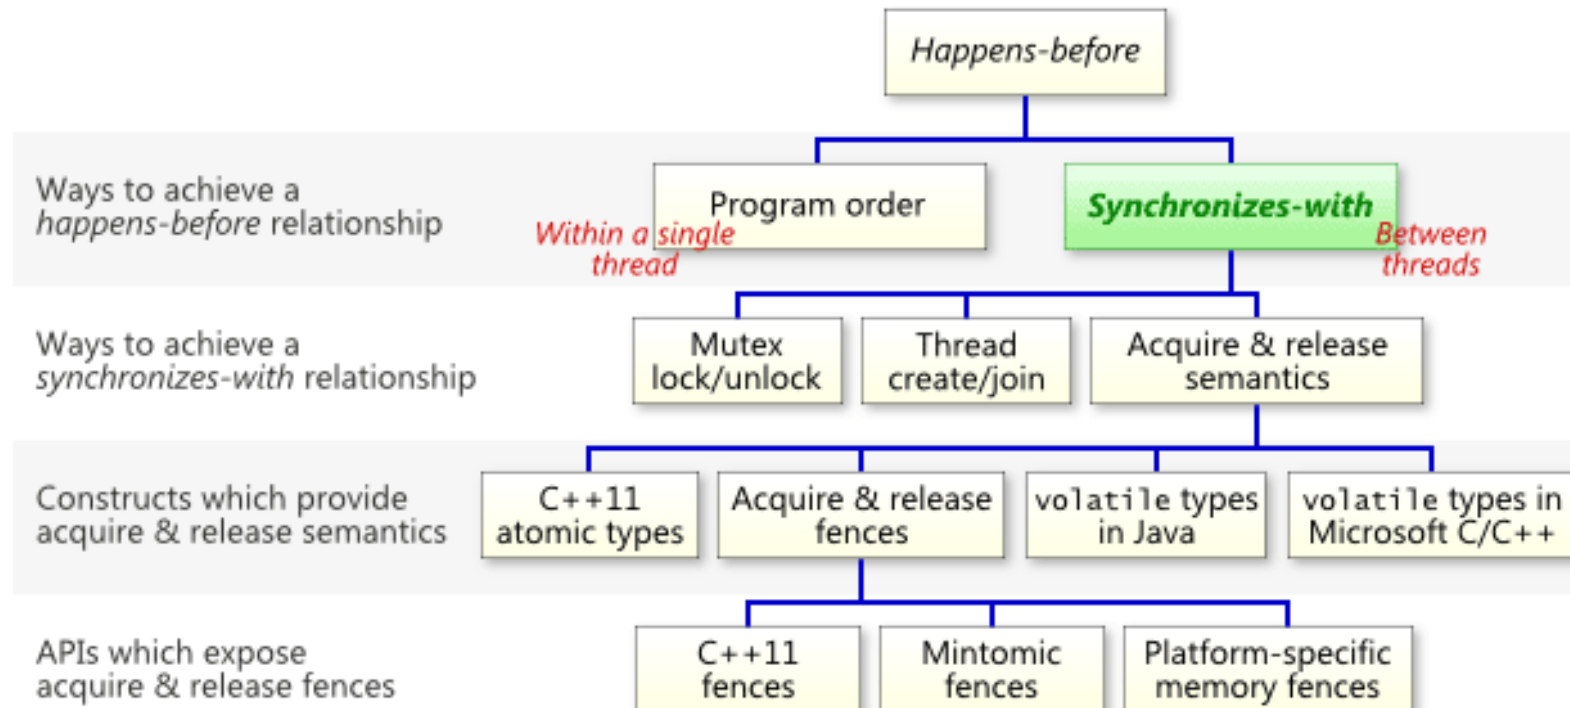 Happens-before
Ways to achieve a
happens-before relationship
Program order
Within a single
thread
Synchronizes-with
Between
threads
Ways to achieve a
synchronizes-with relationship
Mutex
lock/unlock
Thread
create/join
Acquire & release
semantics
Constructs which provide
acquire & release semantics
C++11
atomic types
Acquire & release
fences
volatile types
in Java
volatile types in
Microsoft C/C++
APIs which expose
acquire & release fences
C++11
fences
Mintomic
fences
Platform-specific
memory fences